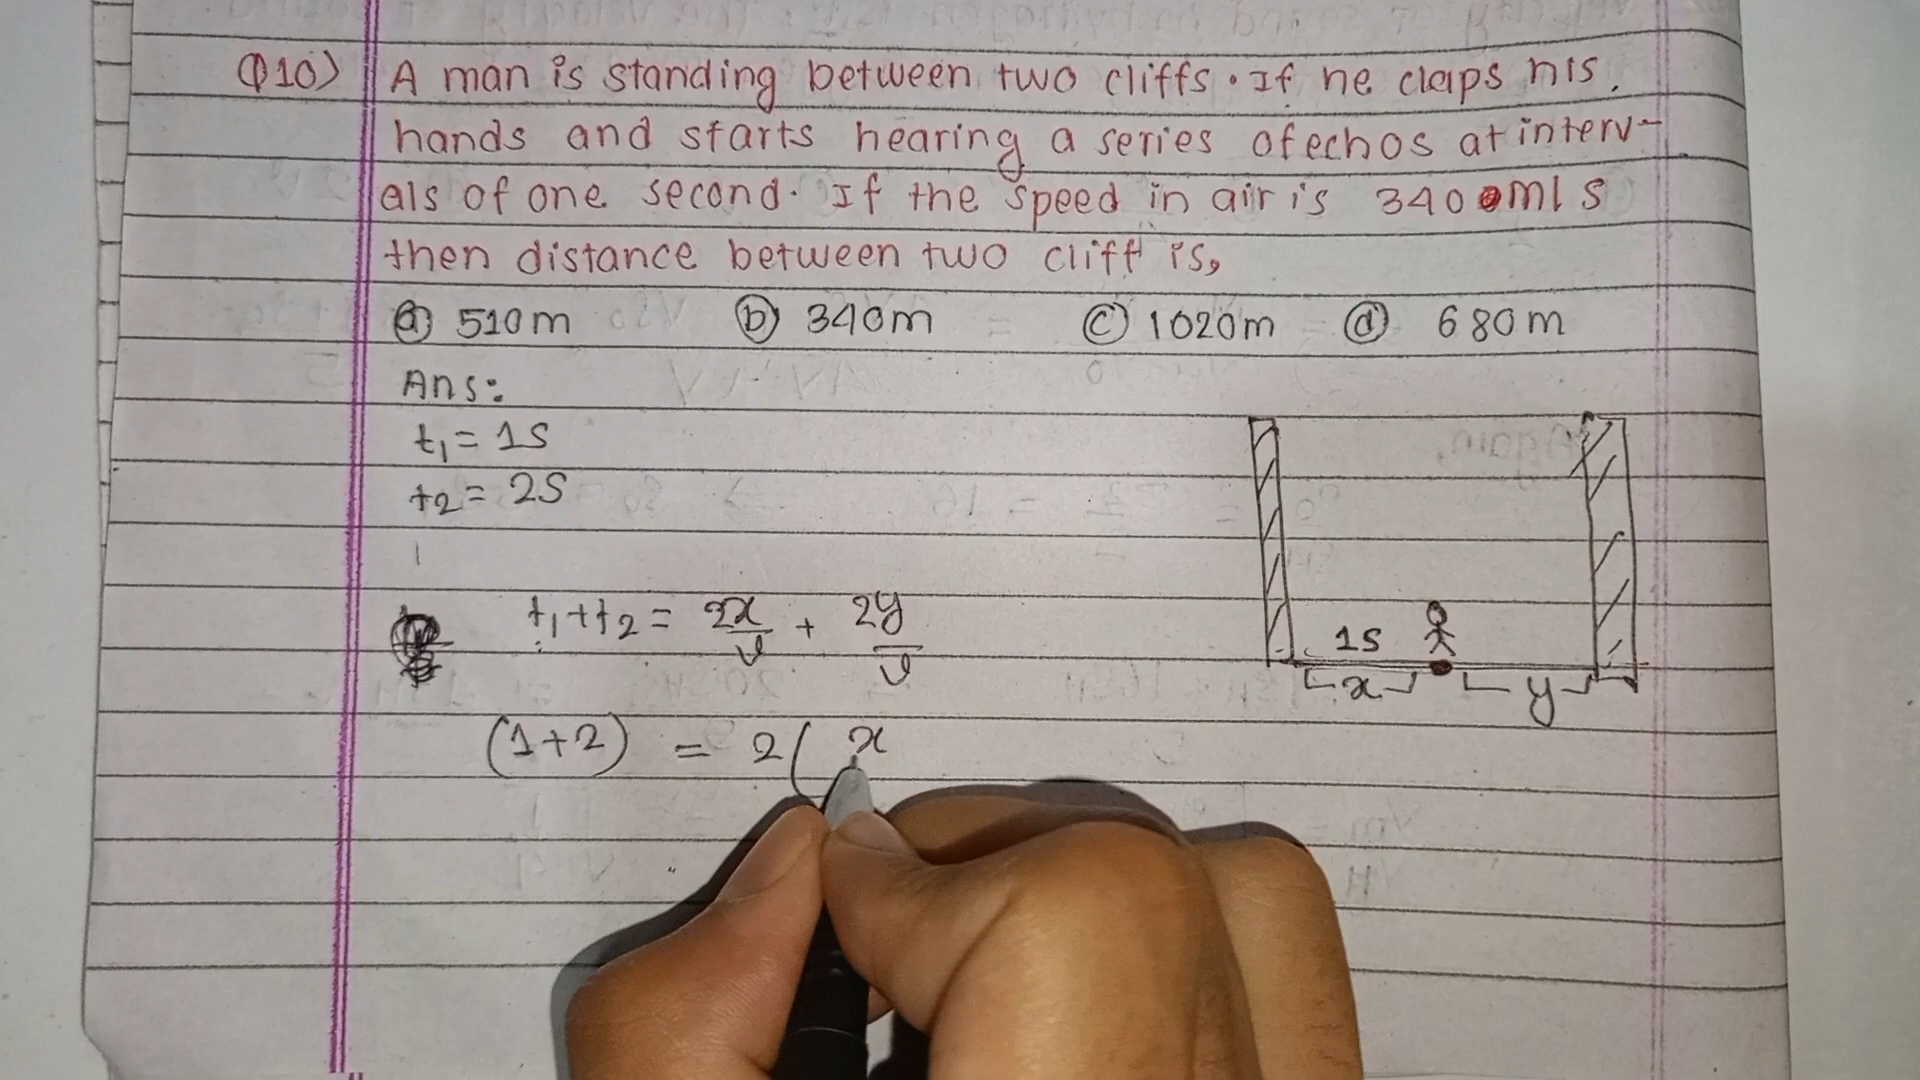 Q10) A man is standing between two cliffs. If he claps his
hands and starts hearing a series of echos at interv-
als of one second. If the speed in air is 340 m/s
then distance between two cliff is,
(a) 510m (b) 340m (c) 1020m (d) 680m
Ans:
t₁ = 1s
t₂ = 2s
t₁+t₂ = 2x/v + 2y/v
1s
x y
(1+2) = 2( x